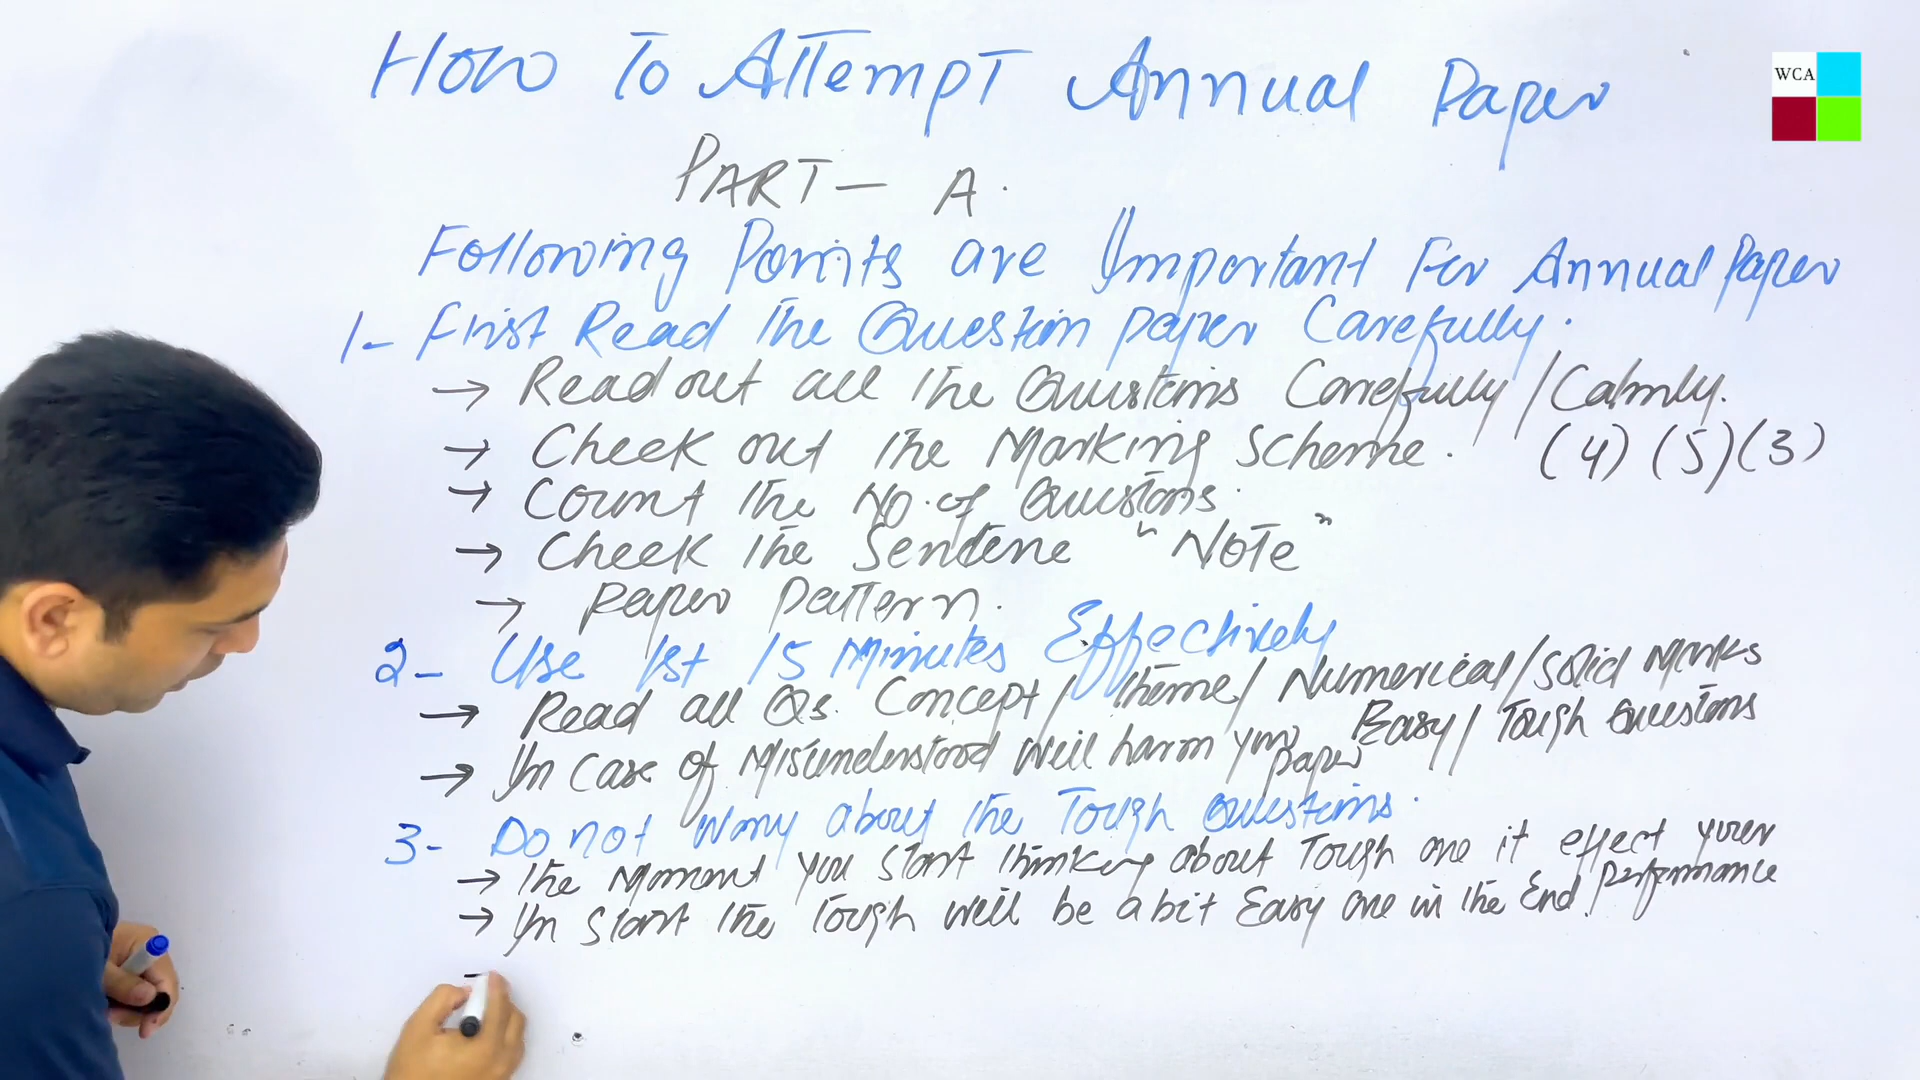 How To Attempt Annual Paper
WCA
PART - A.
Following Points are Important For Annual Paper
1- First Read The Question paper Carefully.
→ Read out all the Questions Carefully / Calmly.
→ Check out the Marking Scheme. (4) (5) (3)
→ Count the No. of Questions.
→ Check the Sentence "Note"
→ Paper Pattern.
2- Use 1st 15 Minutes Effectively
→ Read all Qs. Concept / Theme / Numerical / Solid Marks
Easy / Tough Questions
→ In Case of Misunderstood will harm your paper
3- Do not worry about the Tough Questions.
→ The Moment you start thinking about Tough one it effect your Performance
→ In Start the Tough will be a bit Easy one in the End.